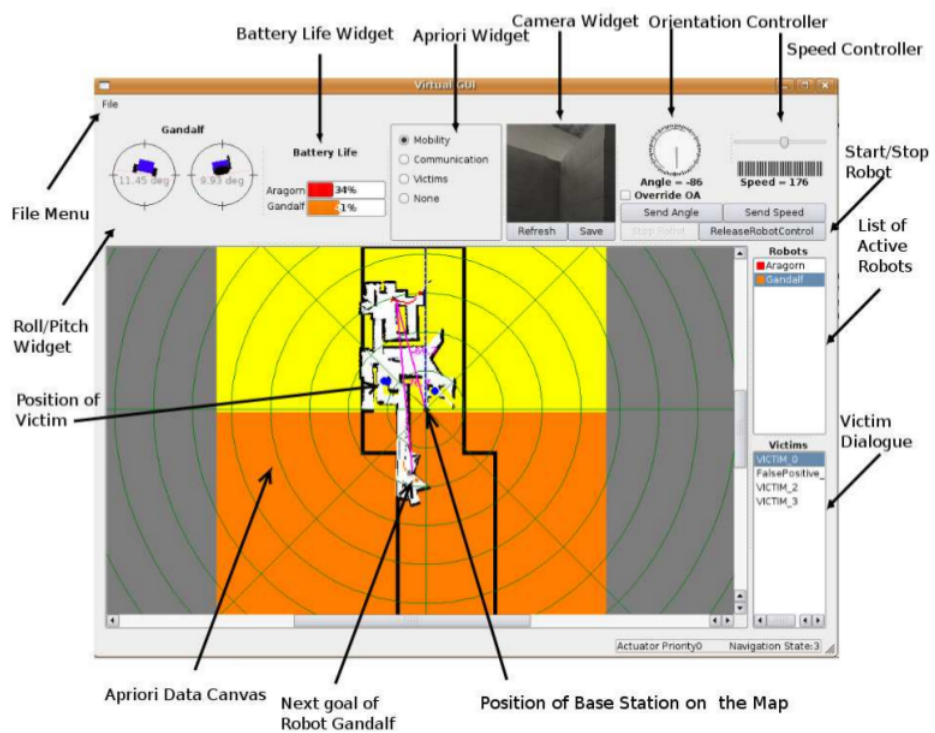 Camera Widget
Orientation Controller
Battery Life Widget
Apriori Widget
Speed Controller
Virtual GUI
File
Gandalf
11.45 deg
9.93 deg
Battery Life
Aragorn
34%
Gandalf
Mobility
Communication
Victims
None
Refresh
Save
Angle = -86
Override OA
Speed = 176
Send Angle
Send Speed
Stop Robot
ReleaseRobotControl
Start/Stop
Robot
File Menu
List of
Active
Robots
Robots
Aragorn
Gandalf
Roll/Pitch
Widget
Position of
Victim
Victim
Dialogue
Victims
VICTIM_0
FalsePositive_
VICTIM_2
VICTIM_3
Actuator Priority0
Navigation State:3
Apriori Data Canvas
Next goal of
Robot Gandalf
Position of Base Station on the Map